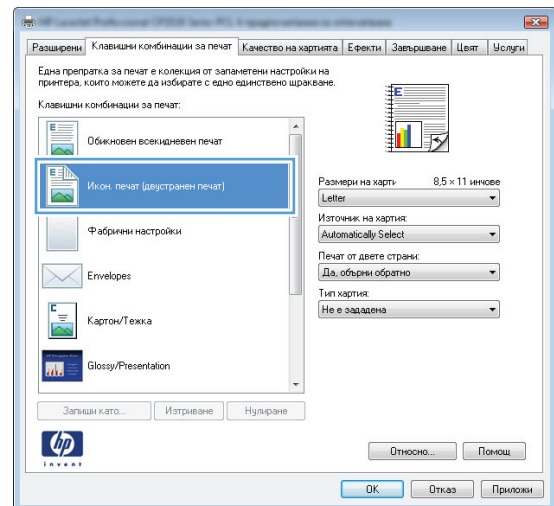 Разширени
Клавишни комбинации за печат
Качество на хартията
Ефекти
Завършване
Цвят
Услуги
Една препратка за печат е колекция от запаметени настройки на
принтера, които можете да избирате с едно единствено щракване.
Клавишни комбинации за печат:
Обикновен всекидневен печат
Икон. печат (двустранен печат)
Фабрични настройки
Envelopes
Картон/Тежка
Glossy/Presentation
Запиши като...
Изтриване
Нулиране
E
Размери на харти
8,5 × 11 инчове
Letter
Източник на хартия:
Automatically Select
Печат от двете страни:
Да, обърни обратно
Тип хартия:
Не е зададена
hp
invent
Относно...
Помощ
OK
Отказ
Приложи